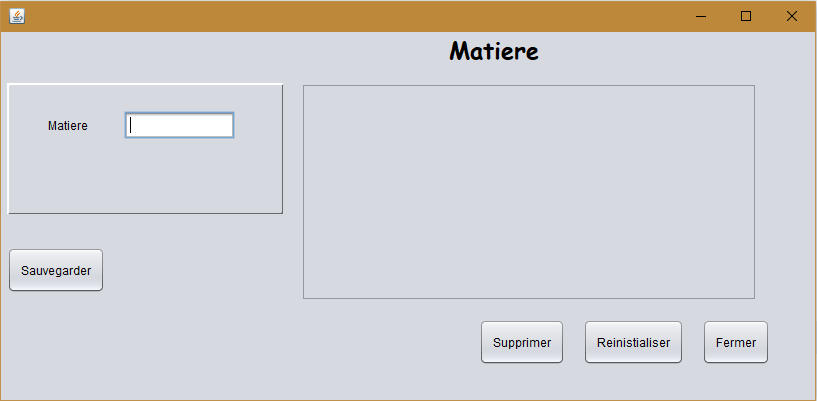 Matiere
Matiere
Sauvegarder
Supprimer
Reinistialiser
Fermer